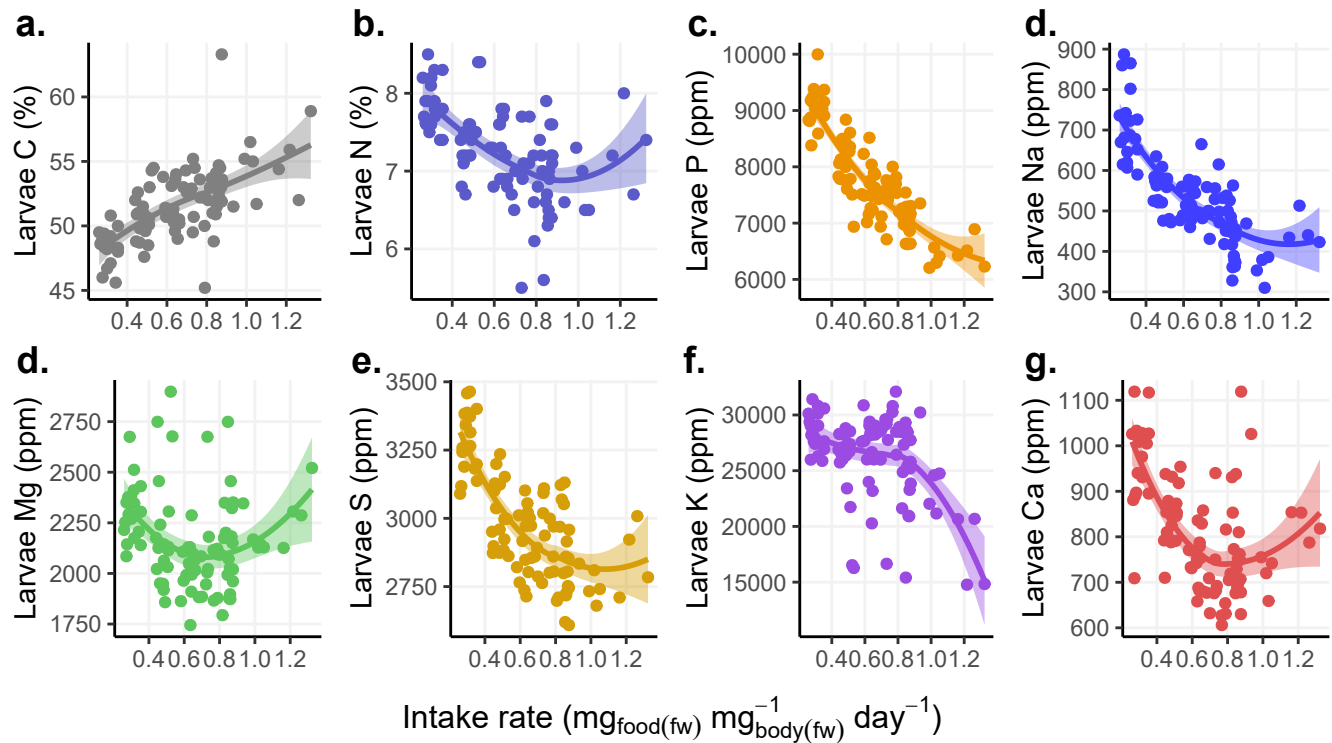 a.
b.
c.
d.
Larvae C (%)
60
55
50
45
0.4 0.6 0.8 1.0 1.2
Larvae N (%)
8
7
6
0.4 0.6 0.8 1.0 1.2
Larvae P (ppm)
10000
9000
8000
7000
6000
0.40.60.81.01.2
Larvae Na (ppm)
900
800
700
600
500
400
300
0.4 0.6 0.8 1.0 1.2
d.
e.
f.
g.
Larvae Mg (ppm)
2750
2500
2250
2000
1750
0.40.60.81.01.2
Larvae S (ppm)
3500
3250
3000
2750
0.40.60.81.01.2
Larvae K (ppm)
30000
25000
20000
15000
0.40.60.81.01.2
Larvae Ca (ppm)
1100
1000
900
800
700
600
0.40.60.81.01.2
Intake rate (mg food(fw) mg −1 body(fw) day −1)